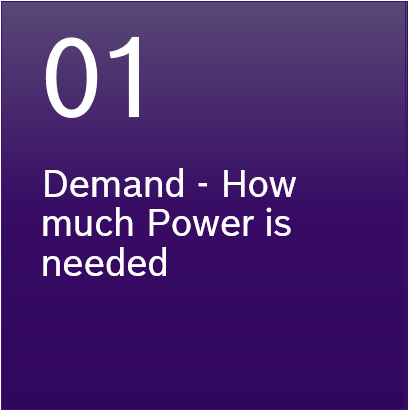 01
Demand - How
much Power is
needed